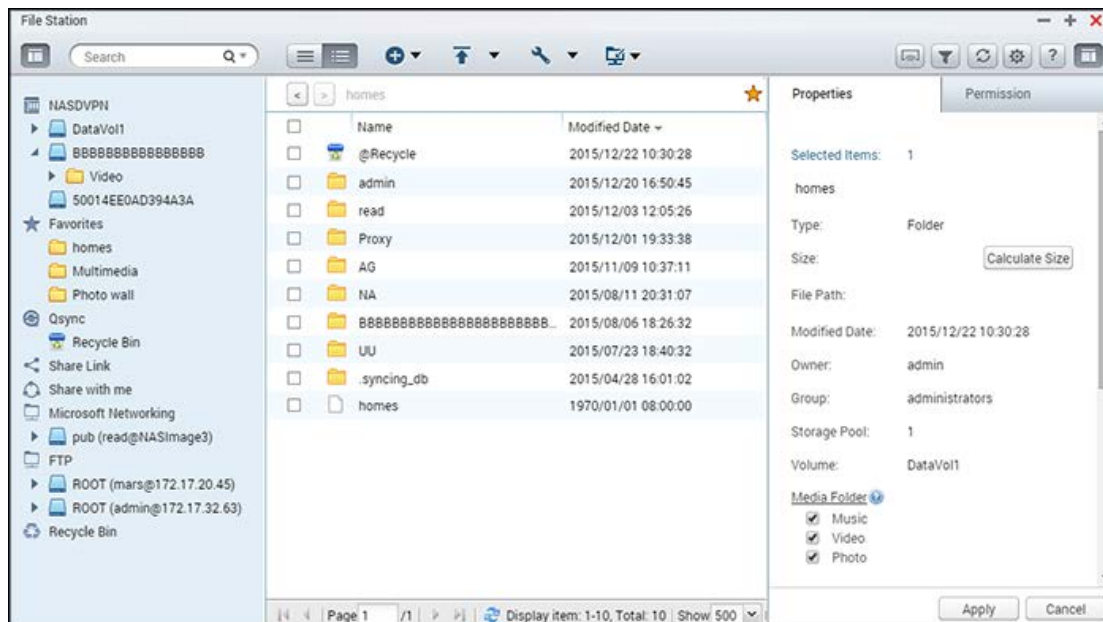 File Station
Search
NASDVPN
DataVol1
BBBBBBBBBBBBBBBB
Video
50014EE0AD394A3A
Favorites
homes
Multimedia
Photo wall
Qsync
Recycle Bin
Share Link
Share with me
Microsoft Networking
pub (read@NASImage3)
FTP
ROOT (mars@172.17.20.45)
ROOT (admin@172.17.32.63)
Recycle Bin
< > homes
Name Modified Date
@Recycle 2015/12/22 10:30:28
admin 2015/12/20 16:50:45
read 2015/12/03 12:05:26
Proxy 2015/12/01 19:33:38
AG 2015/11/09 10:37:11
NA 2015/08/11 20:31:07
BBBBBBBBBBBBBBBBBBBBBBBB... 2015/08/06 18:26:32
UU 2015/07/23 18:40:32
.syncing_db 2015/04/28 16:01:02
homes 1970/01/01 08:00:00
Page 1 /1 Display item: 1-10, Total: 10 Show 500
Properties Permission
Selected Items: 1
homes
Type: Folder
Size: Calculate Size
File Path:
Modified Date: 2015/12/22 10:30:28
Owner: admin
Group: administrators
Storage Pool: 1
Volume: DataVol1
Media Folder
Music
Video
Photo
Apply Cancel